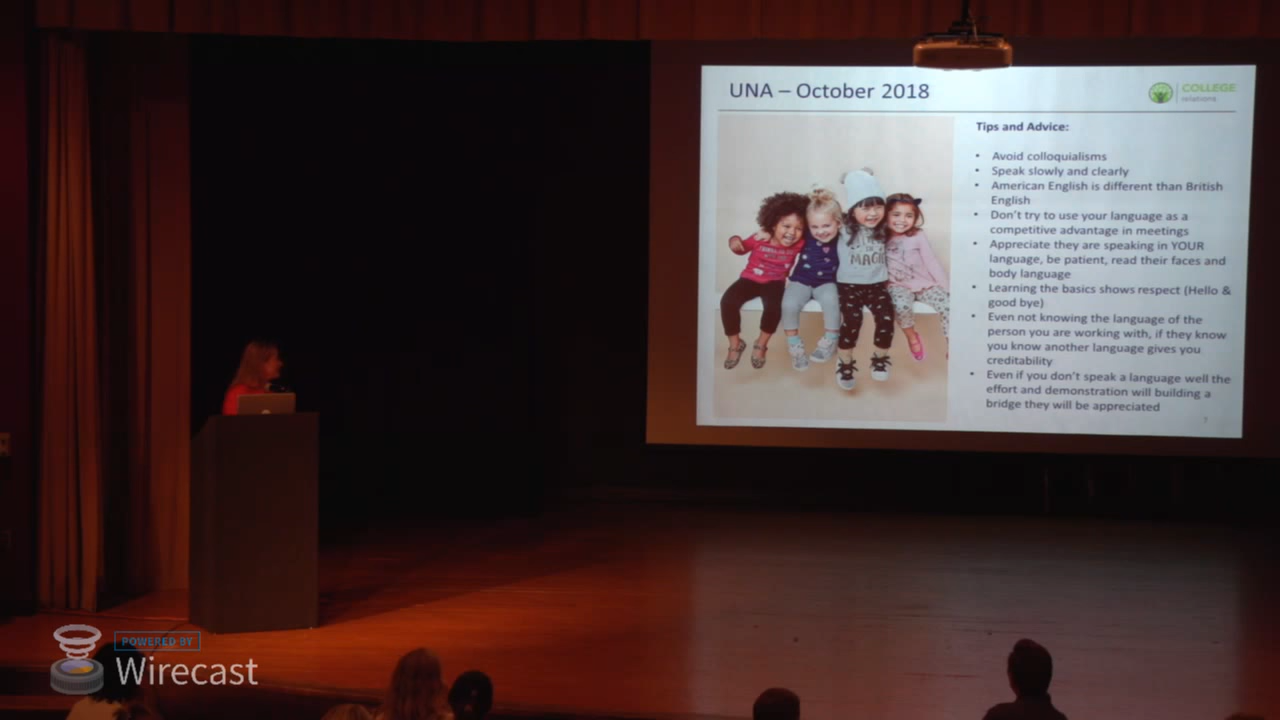 UNA – October 2018
COLLEGE
solutions
Tips and Advice:
• Avoid colloquialisms
• Speak slowly and clearly
• American English is different than British
English
• Don't try to use your language as a
competitive advantage in meetings
• Appreciate they are speaking in YOUR
language, be patient, read their faces and
body language
• Learning the basics shows respect (Hello &
good bye)
• Even not knowing the language of the
person you are working with, if they know
you know another language gives you
creditability
• Even if you don't speak a language well the
effort and demonstration will building a
bridge they will be appreciated
7
MAGIC
POWERED BY
Wirecast